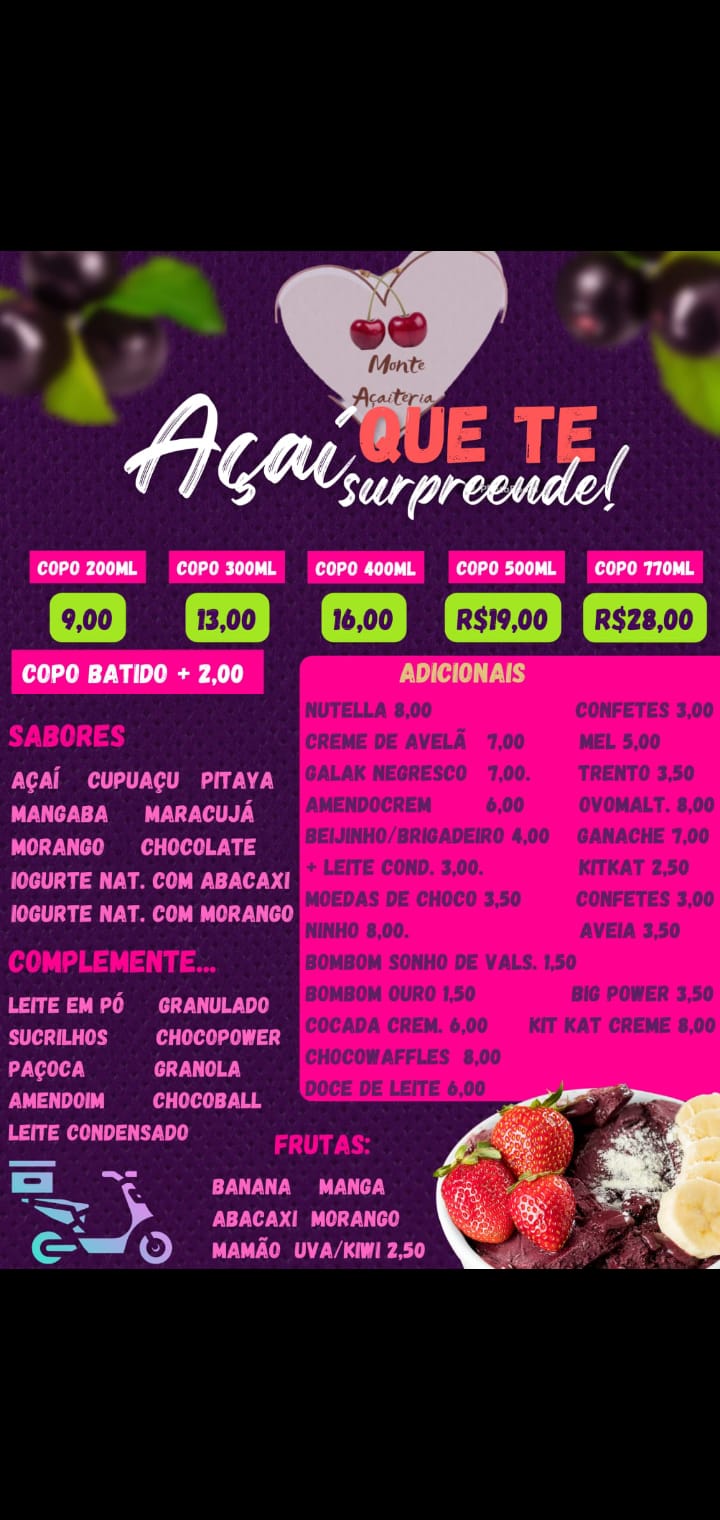 Monte
Açaiteria
Açaí QUE TE
surpreende!
COPO 200ML COPO 300ML COPO 400ML COPO 500ML COPO 770ML
9,00 13,00 16,00 R$19,00 R$28,00
COPO BATIDO + 2,00
SABORES
AÇAÍ CUPUAÇU PITAYA
MANGABA MARACUJÁ
MORANGO CHOCOLATE
IOGURTE NAT. COM ABACAXI
IOGURTE NAT. COM MORANGO
COMPLEMENTE...
LEITE EM PÓ GRANULADO
SUCRILHOS CHOCOPOWER
PAÇOCA GRANOLA
AMENDOIM CHOCOBALL
LEITE CONDENSADO
ADICIONAIS
NUTELLA 8,00 CONFETES 3,00
CREME DE AVELÃ 7,00 MEL 5,00
GALAK NEGRESCO 7,00. TRENTO 3,50
AMENDOCREM 6,00 OVOMALT. 8,00
BEIJINHO/BRIGADEIRO 4,00 GANACHE 7,00
+ LEITE COND. 3,00. KITKAT 2,50
MOEDAS DE CHOCO 3,50 CONFETES 3,00
NINHO 8,00. AVEIA 3,50
BOMBOM SONHO DE VALS. 1,50
BOMBOM OURO 1,50 BIG POWER 3,50
COCADA CREM. 6,00 KIT KAT CREME 8,00
CHOCOWAFFLES 8,00
DOCE DE LEITE 6,00
FRUTAS:
BANANA MANGA
ABACAXI MORANGO
MAMÃO UVA/KIWI 2,50